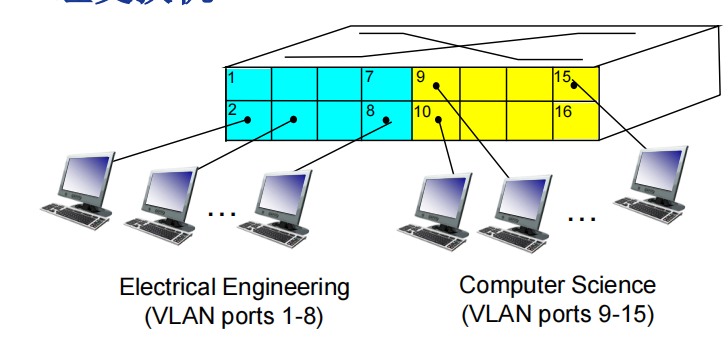 1
7
9
15
2
8
10
16
...
...
Electrical Engineering
(VLAN ports 1-8)
Computer Science
(VLAN ports 9-15)